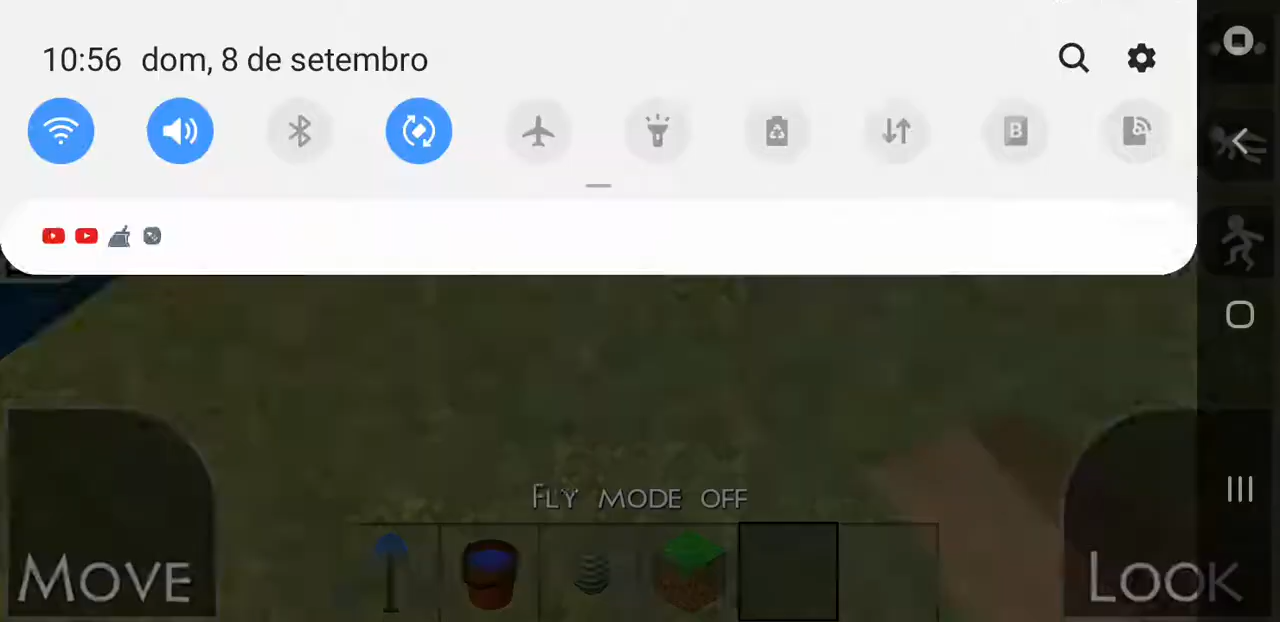 10:56 dom, 8 de setembro
B
FLY MODE OFF
MOVE
LOOK